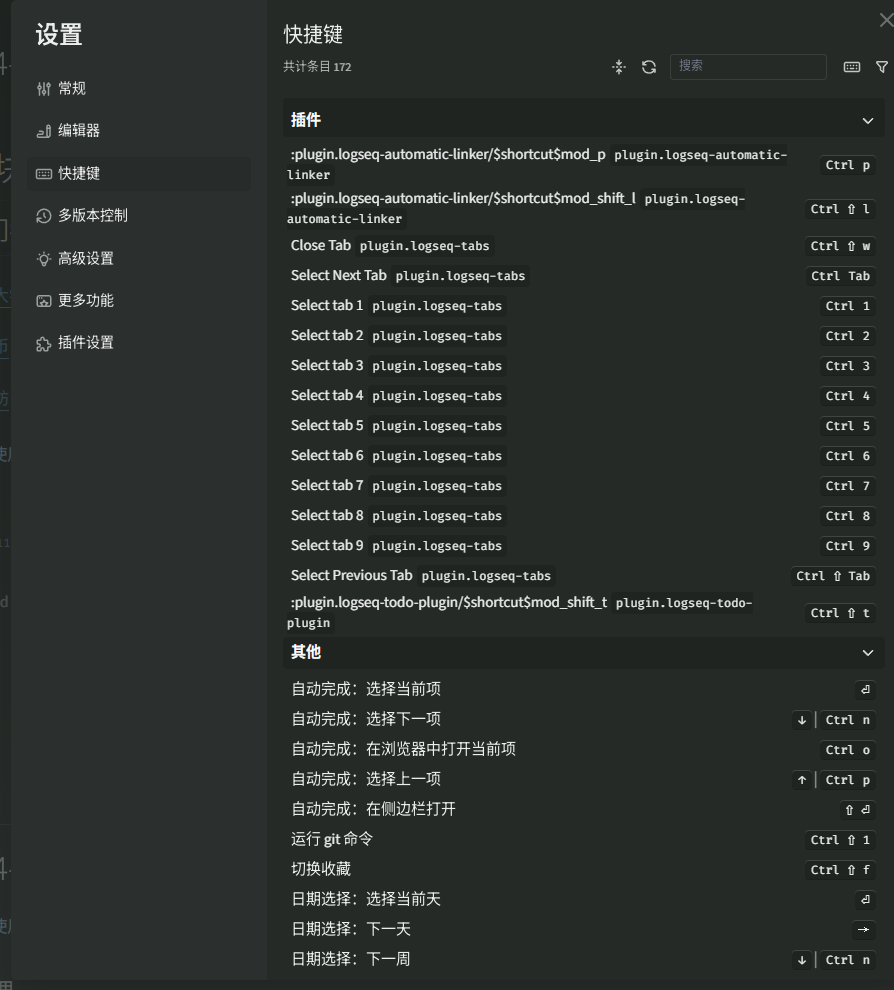 设置
常规
编辑器
快捷键
多版本控制
高级设置
更多功能
插件设置
快捷键
共计条目 172
搜索
插件
:plugin.logseq-automatic-linker/$shortcut$mod_p plugin.logseq-automatic-
linker
Ctrl p
:plugin.logseq-automatic-linker/$shortcut$mod_shift_l plugin.logseq-
automatic-linker
Ctrl ⇧ l
Close Tab plugin.logseq-tabs Ctrl ⇧ w
Select Next Tab plugin.logseq-tabs Ctrl Tab
Select tab 1 plugin.logseq-tabs Ctrl 1
Select tab 2 plugin.logseq-tabs Ctrl 2
Select tab 3 plugin.logseq-tabs Ctrl 3
Select tab 4 plugin.logseq-tabs Ctrl 4
Select tab 5 plugin.logseq-tabs Ctrl 5
Select tab 6 plugin.logseq-tabs Ctrl 6
Select tab 7 plugin.logseq-tabs Ctrl 7
Select tab 8 plugin.logseq-tabs Ctrl 8
Select tab 9 plugin.logseq-tabs Ctrl 9
Select Previous Tab plugin.logseq-tabs Ctrl ⇧ Tab
:plugin.logseq-todo-plugin/$shortcut$mod_shift_t plugin.logseq-todo-
plugin
Ctrl ⇧ t
其他
自动完成：选择当前项 ⏎
自动完成：选择下一项 ↓ | Ctrl n
自动完成：在浏览器中打开当前项 Ctrl o
自动完成：选择上一项 ↑ | Ctrl p
自动完成：在侧边栏打开 ⇧ ⏎
运行 git 命令 Ctrl ⇧ 1
切换收藏 Ctrl ⇧ f
日期选择：选择当前天 ⏎
日期选择：下一天 →
日期选择：下一周 ↓ | Ctrl n